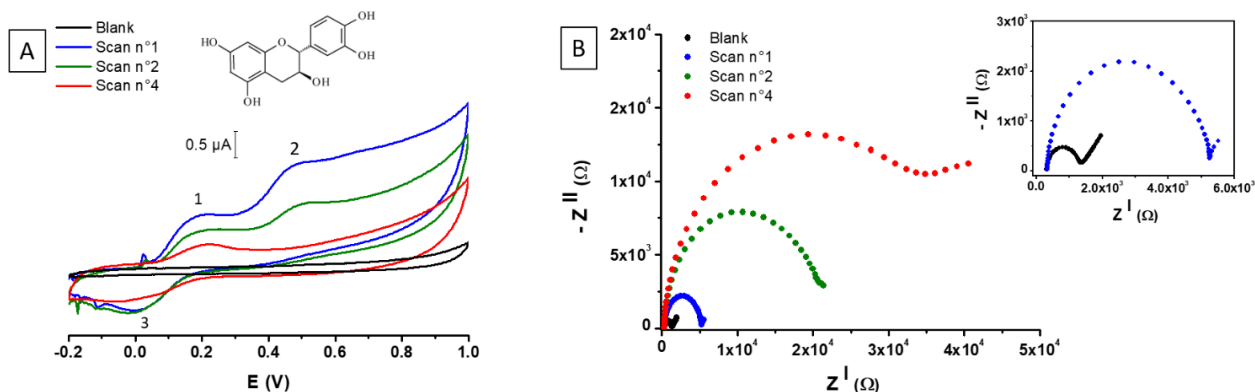 A
Blank
Scan n°1
Scan n°2
Scan n°4
OH
OH
HO
O
OH
OH
0.5 µA
1
2
3
-0.2 0.0 0.2 0.4 0.6 0.8 1.0
E (V)
B
Blank
Scan n°1
Scan n°2
Scan n°4
2x10⁴
2x10⁴
1x10⁴
1x10⁴
5x10³
0
- Z II (Ω)
0 1x10⁴ 2x10⁴ 3x10⁴ 4x10⁴ 5x10⁴
Z I (Ω)
3x10³
2x10³
1x10³
0
- Z II (Ω)
0.0 2.0x10³ 4.0x10³ 6.0x10³
Z I (Ω)